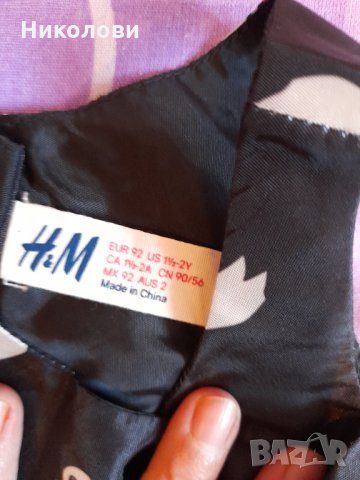 Николови
H&M
EUR 92 US 1½-2Y
CA 1½-2A CN 90/56
MX 92 AUS 2
Made in China
BAZAR